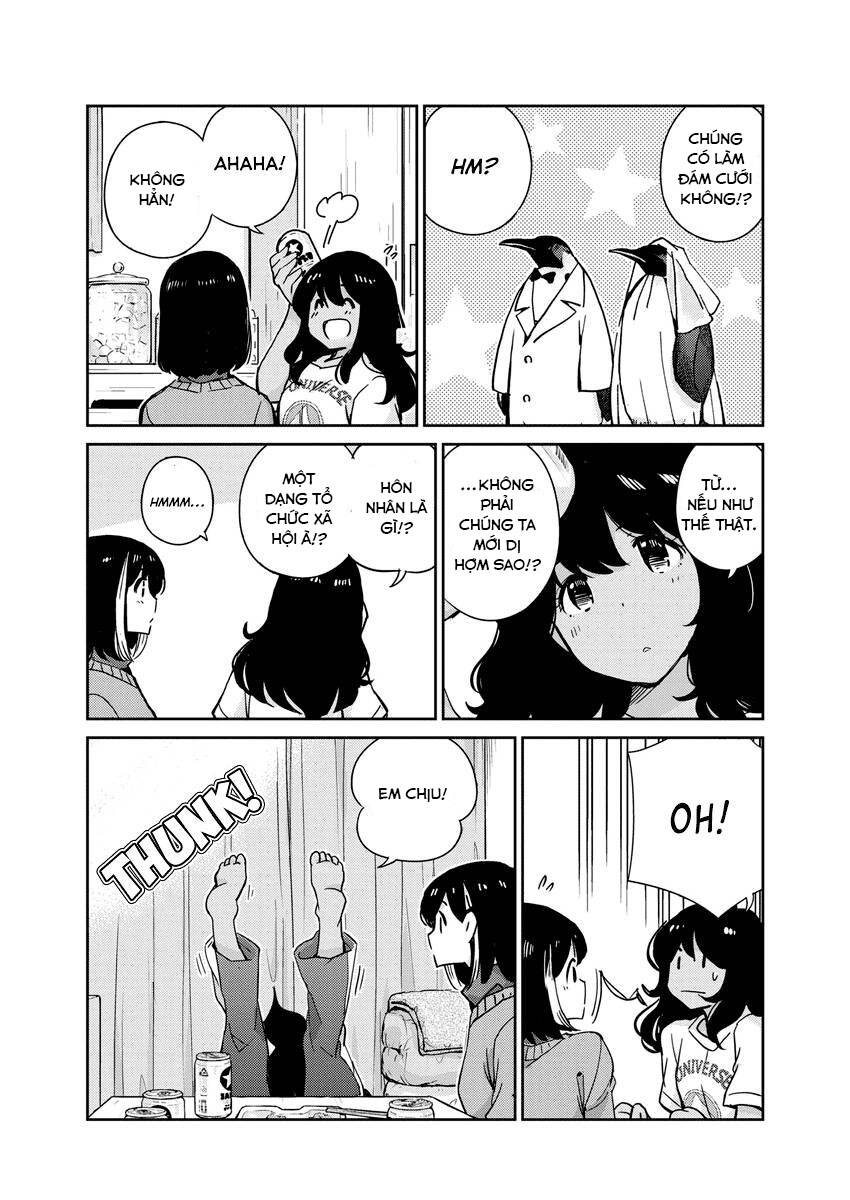 CHÚNG
CÓ LÀM
ĐÁM CƯỚI
KHÔNG!?
HM?
AHAHA!
KHÔNG
HẲN!
UNIVERSE
TỪ...
NẾU NHƯ
THẾ THẬT.
...KHÔNG
PHẢI
CHÚNG TA
MỚI DỊ
HỢM SAO!?
HÔN
NHÂN LÀ
GÌ!?
MỘT
DẠNG TỔ
CHỨC XÃ
HỘI À!?
HMMM...
OH!
UNIVERSE
EM CHỊU!
THUNK!